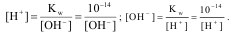 [H⁺] = K_w / [OH⁻] = 10⁻¹⁴ / [OH⁻] ; [OH⁻] = K_w / [H⁺] = 10⁻¹⁴ / [H⁺] .